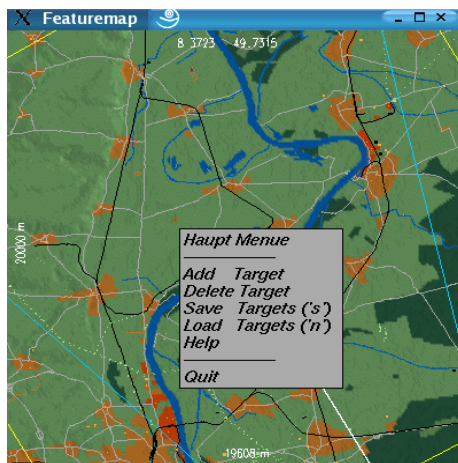 Featuremap
8 3723 49.7315
20000 m
Haupt Menue
Add Target
Delete Target
Save Targets ('s')
Load Targets ('n')
Help
Quit
19608 m